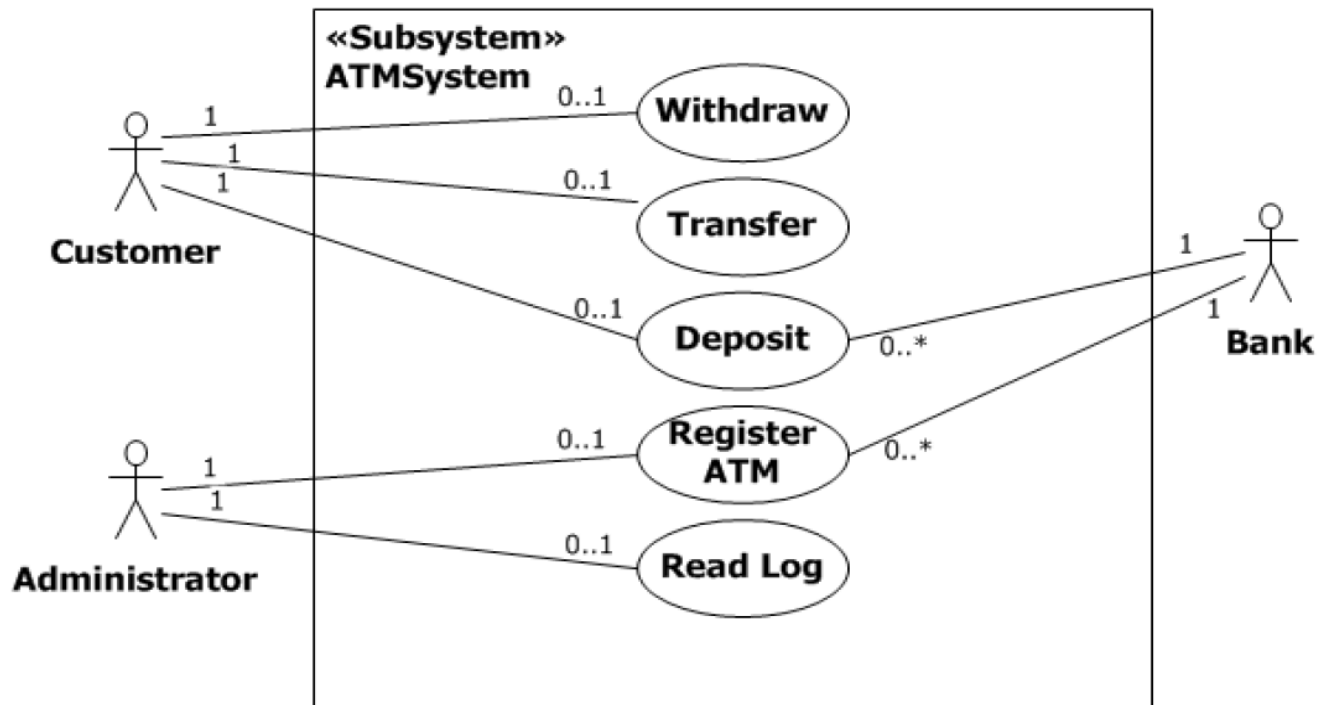 «Subsystem»
ATMSystem
Withdraw
1
0..1
1
0..1
Transfer
1
Customer
0..1
Deposit
0..*
1
1
Bank
Register
ATM
0..1
0..*
1
1
0..1
Read Log
Administrator